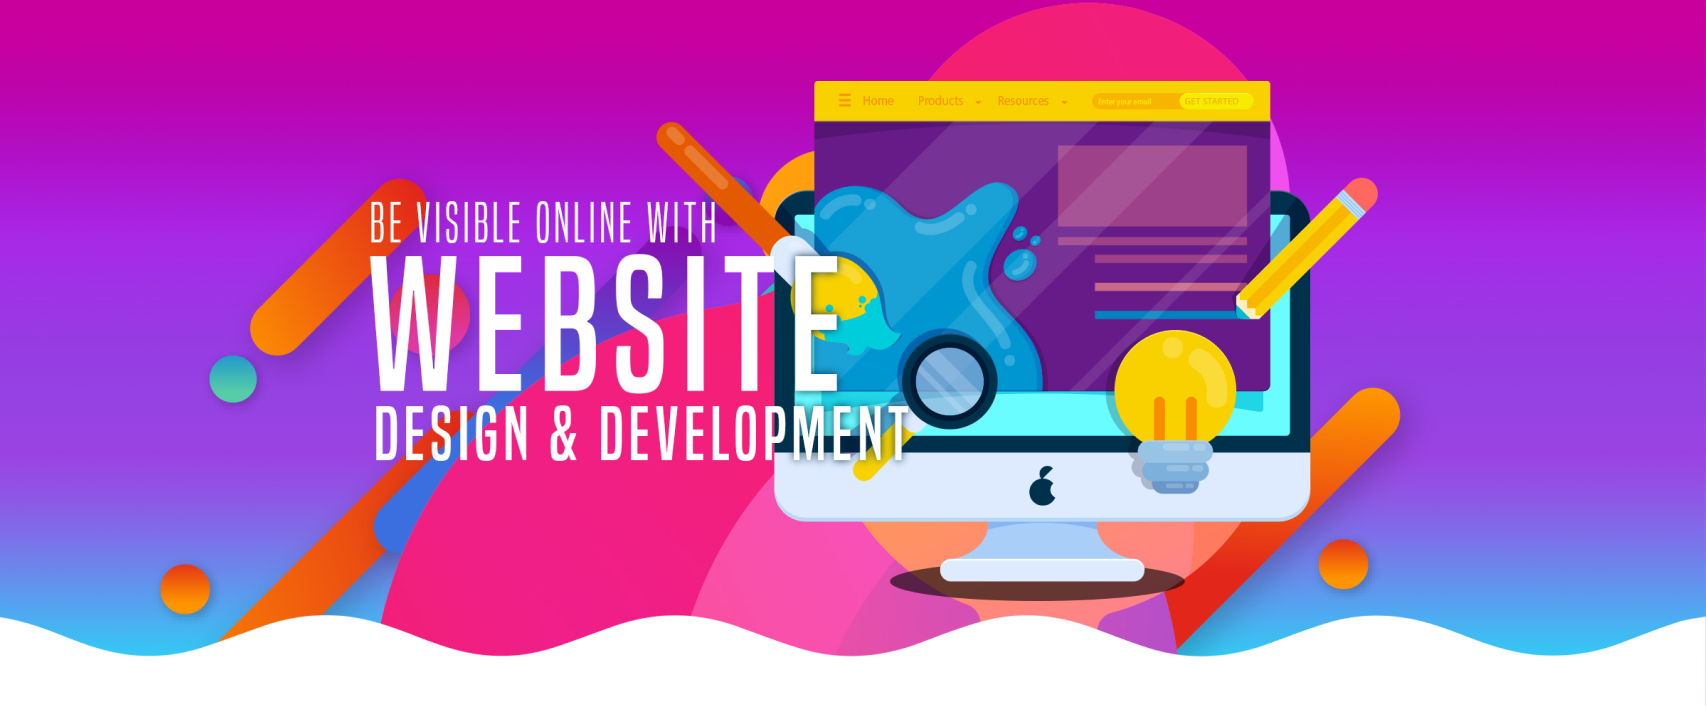 Home Products Resources Enter your email GET STARTED
BE VISIBLE ONLINE WITH
WEBSITE
DESIGN & DEVELOPMENT